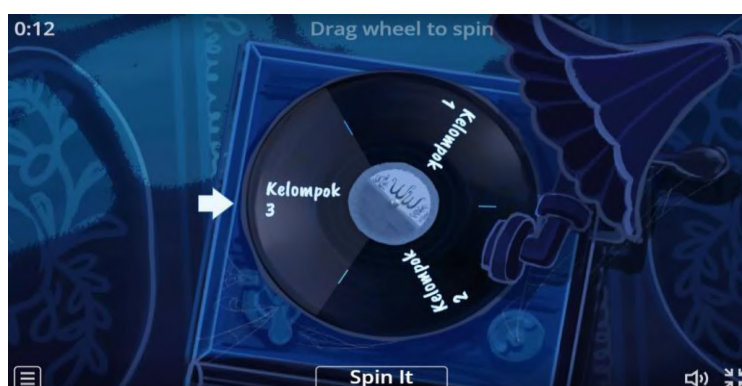 0:12
Drag wheel to spin
Kelompok
1
Kelompok
3
Kelompok
2
Spin It